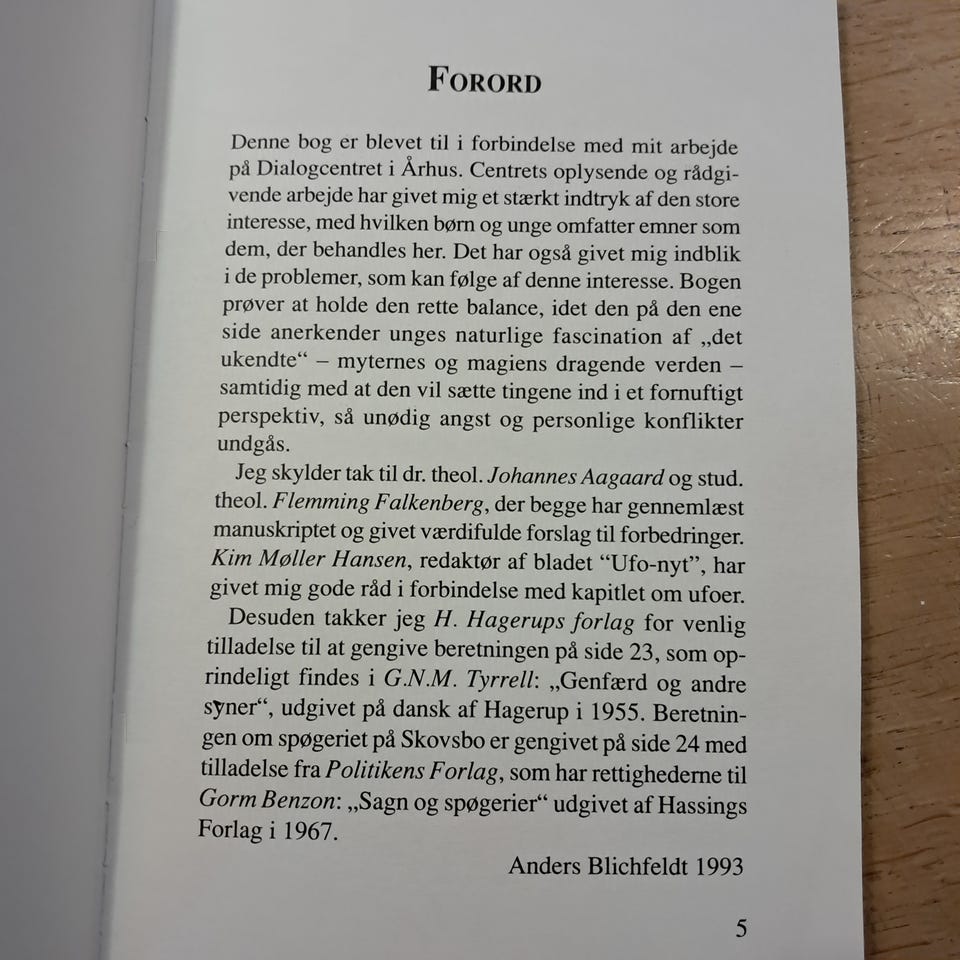 FORORD
Denne bog er blevet til i forbindelse med mit arbejde
på Dialogcentret i Århus. Centrets oplysende og rådgi-
vende arbejde har givet mig et stærkt indtryk af den store
interesse, med hvilken børn og unge omfatter emner som
dem, der behandles her. Det har også givet mig indblik
i de problemer, som kan følge af denne interesse. Bogen
prøver at holde den rette balance, idet den på den ene
side anerkender unges naturlige fascination af „det
ukendte“ – myternes og magiens dragende verden –
samtidig med at den vil sætte tingene ind i et fornuftigt
perspektiv, så unødig angst og personlige konflikter
undgås.
Jeg skylder tak til dr. theol. Johannes Aagaard og stud.
theol. Flemming Falkenberg, der begge har gennemlæst
manuskriptet og givet værdifulde forslag til forbedringer.
Kim Møller Hansen, redaktør af bladet “Ufo-nyt”, har
givet mig gode råd i forbindelse med kapitlet om ufoer.
Desuden takker jeg H. Hagerups forlag for venlig
tilladelse til at gengive beretningen på side 23, som op-
rindeligt findes i G.N.M. Tyrrell: „Genfærd og andre
syner“, udgivet på dansk af Hagerup i 1955. Beretnin-
gen om spøgeriet på Skovsbo er gengivet på side 24 med
tilladelse fra Politikens Forlag, som har rettighederne til
Gorm Benzon: „Sagn og spøgerier“ udgivet af Hassings
Forlag i 1967.
Anders Blichfeldt 1993
5